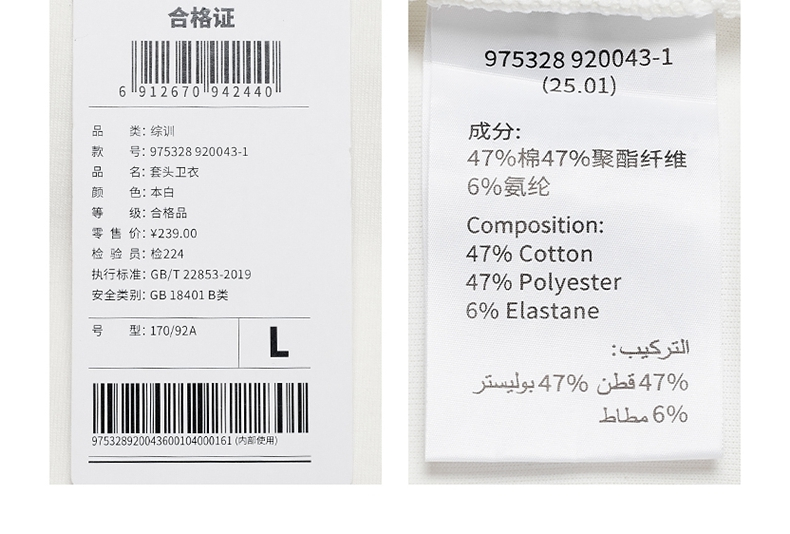 合格证
6 912670 942440
品 类: 综训
款 号: 975328 920043-1
品 名: 套头卫衣
颜 色: 本白
等 级: 合格品
零 售 价: ¥239.00
检 验 员: 检224
执行标准: GB/T 22853-2019
安全类别: GB 18401 B类
号 型: 170/92A
L
975328920043600104000161 (内部使用)
975328 920043-1
(25.01)
成分:
47%棉47%聚酯纤维
6%氨纶
Composition:
47% Cotton
47% Polyester
6% Elastane
التركيب:
47% قطن 47% بوليستر
6% مطاط